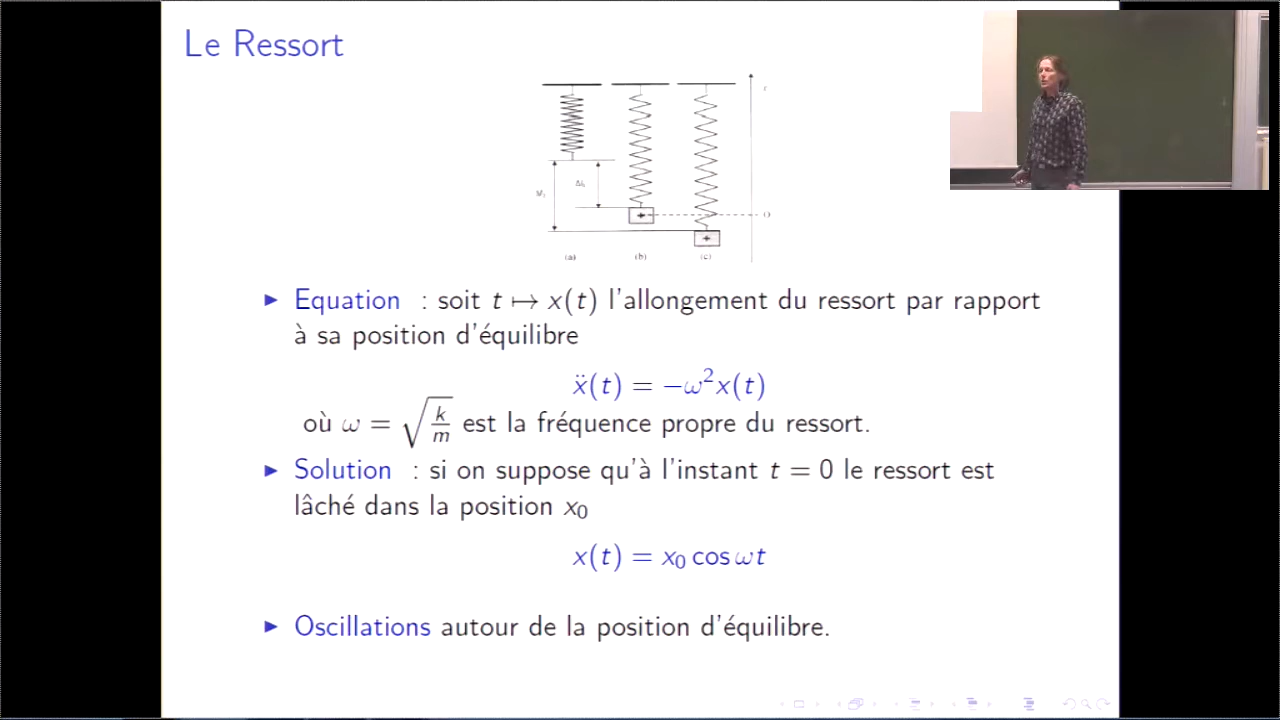 Le Ressort
(a) (b) (c)
Equation : soit t ↦ x(t) l'allongement du ressort par rapport
à sa position d'équilibre
ẍ(t) = −ω²x(t)
où ω = √(k/m) est la fréquence propre du ressort.
Solution : si on suppose qu'à l'instant t = 0 le ressort est
lâché dans la position x₀
x(t) = x₀ cos ωt
Oscillations autour de la position d'équilibre.